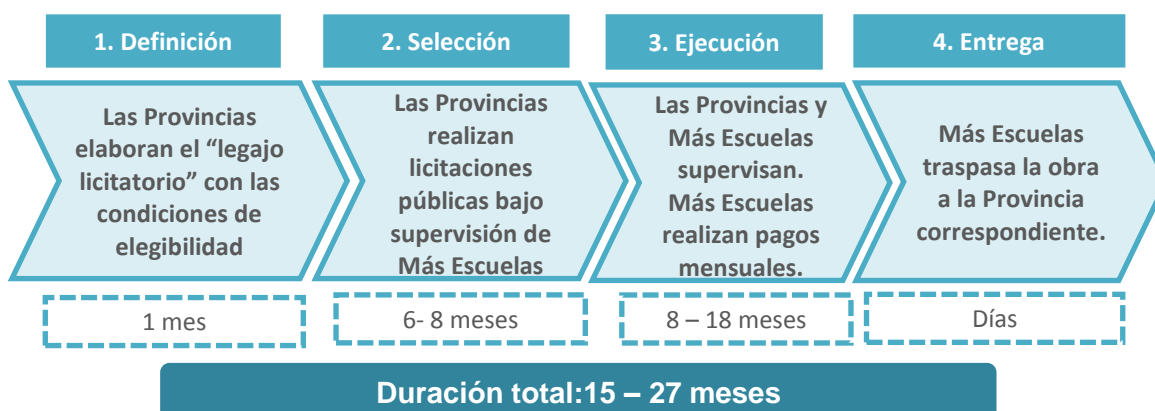 1. Definición
Las Provincias
elaboran el “legajo
licitatorio” con las
condiciones de
elegibilidad
1 mes
2. Selección
Las Provincias
realizan
licitaciones
públicas bajo
supervisión de
Más Escuelas
6- 8 meses
3. Ejecución
Las Provincias y
Más Escuelas
supervisan.
Más Escuelas
realizan pagos
mensuales.
8 – 18 meses
4. Entrega
Más Escuelas
traspasa la obra
a la Provincia
correspondiente.
Días
Duración total:15 – 27 meses